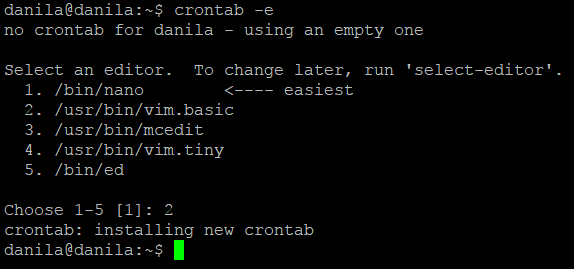 danila@danila:~$ crontab -e
no crontab for danila - using an empty one
Select an editor.  To change later, run 'select-editor'.
  1. /bin/nano        <---- easiest
  2. /usr/bin/vim.basic
  3. /usr/bin/mcedit
  4. /usr/bin/vim.tiny
  5. /bin/ed
Choose 1-5 [1]: 2
crontab: installing new crontab
danila@danila:~$